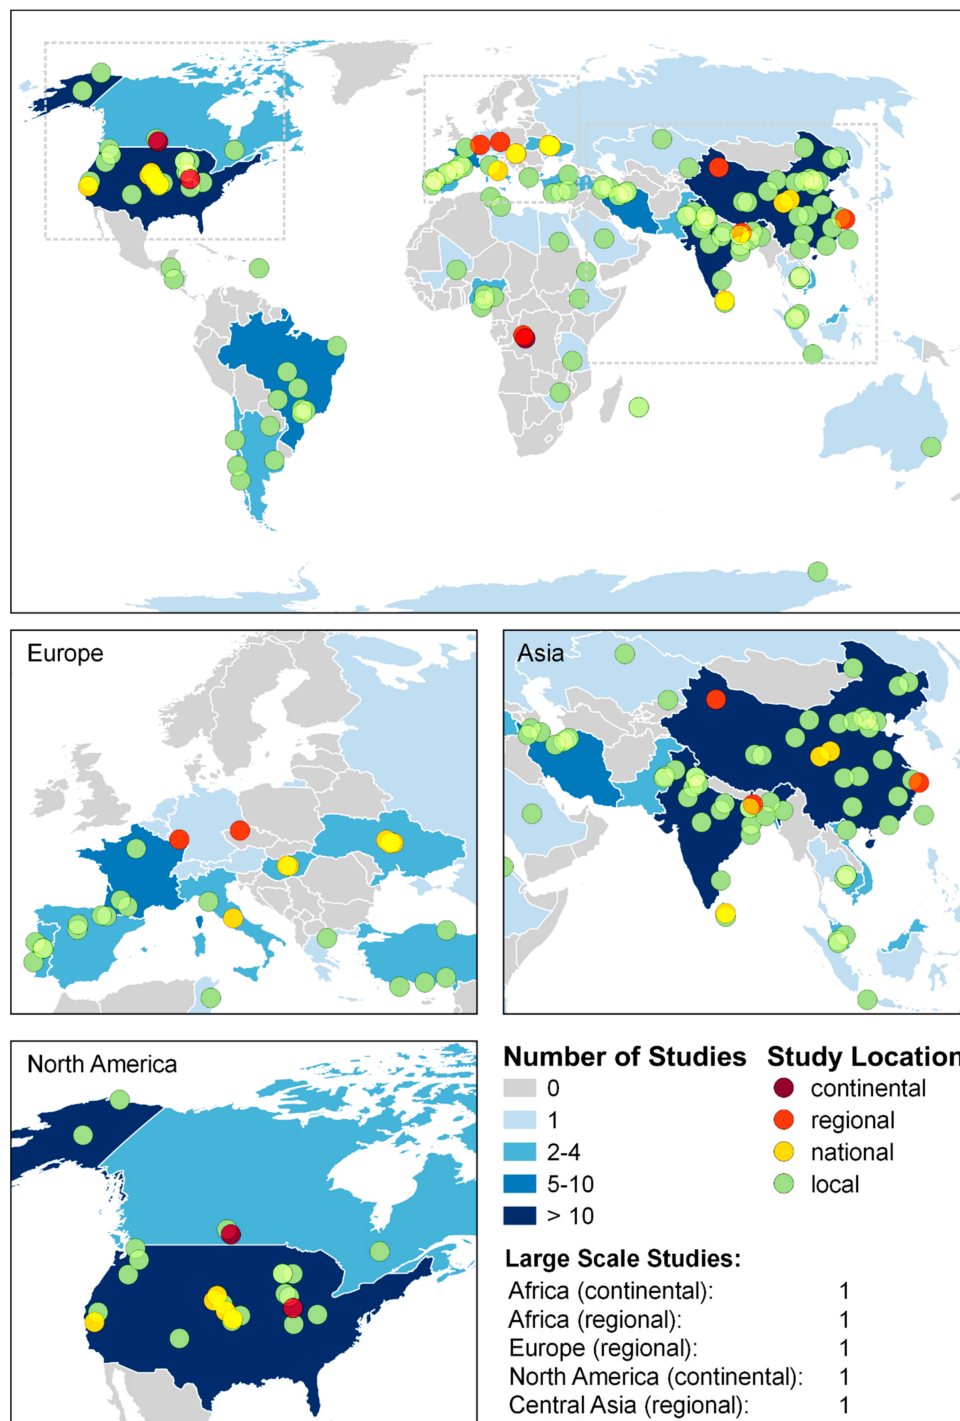 Europe
Asia
North America
Number of Studies
0
1
2-4
5-10
> 10
Study Location
continental
regional
national
local
Large Scale Studies:
Africa (continental): 1
Africa (regional): 1
Europe (regional): 1
North America (continental): 1
Central Asia (regional): 1